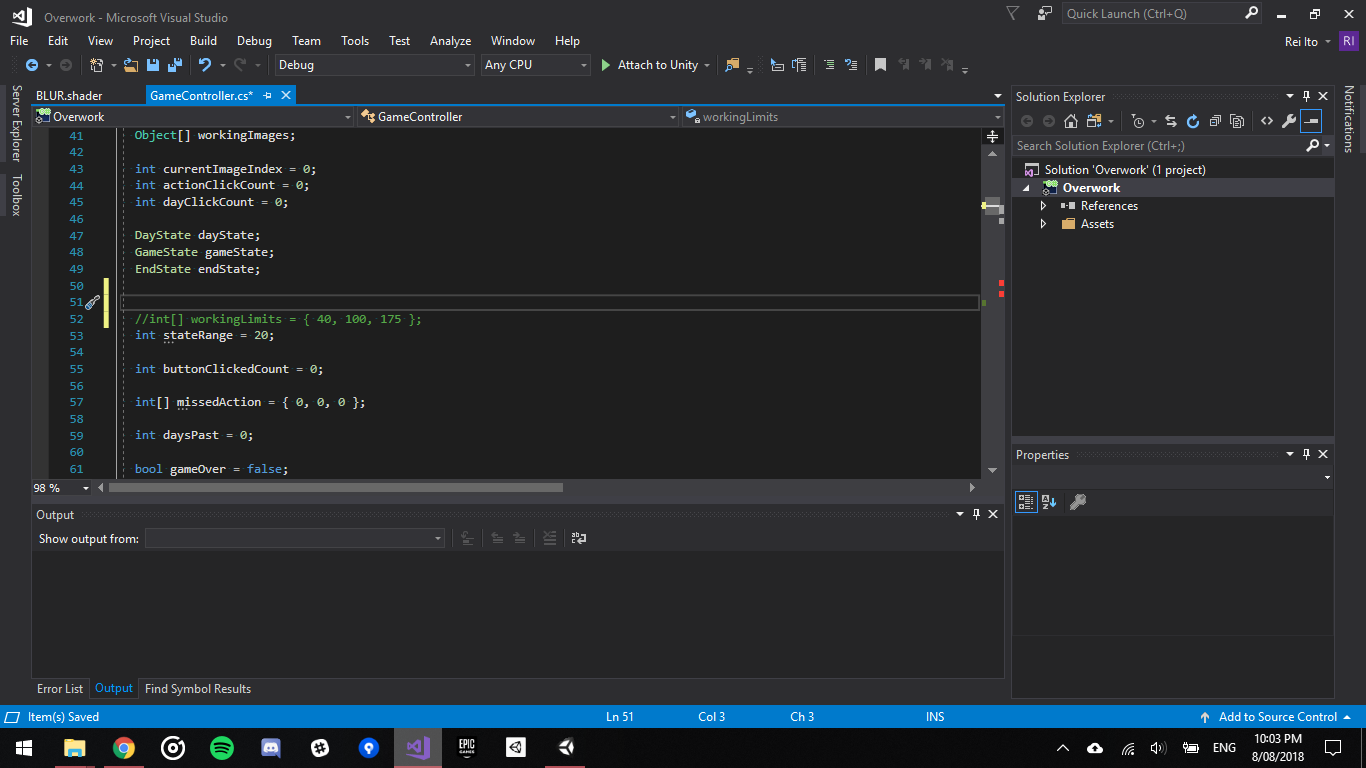 Overwork - Microsoft Visual Studio
Quick Launch (Ctrl+Q)
File Edit View Project Build Debug Team Tools Test Analyze Window Help
Rei Ito RI
Debug Any CPU Attach to Unity
Server Explorer
Toolbox
BLUR.shader GameController.cs*
Overwork GameController workingLimits
41 Object[] workingImages;
42
43 int currentImageIndex = 0;
44 int actionClickCount = 0;
45 int dayClickCount = 0;
46
47 DayState dayState;
48 GameState gameState;
49 EndState endState;
50
51
52 //int[] workingLimits = { 40, 100, 175 };
53 int stateRange = 20;
54
55 int buttonClickedCount = 0;
56
57 int[] missedAction = { 0, 0, 0 };
58
59 int daysPast = 0;
60
61 bool gameOver = false;
98 %
Output
Show output from:
Error List Output Find Symbol Results
Solution Explorer
Search Solution Explorer (Ctrl+;)
Solution 'Overwork' (1 project)
Overwork
References
Assets
Properties
Notifications
Item(s) Saved Ln 51 Col 3 Ch 3 INS Add to Source Control
EPIC GAMES
ENG
10:03 PM
8/08/2018